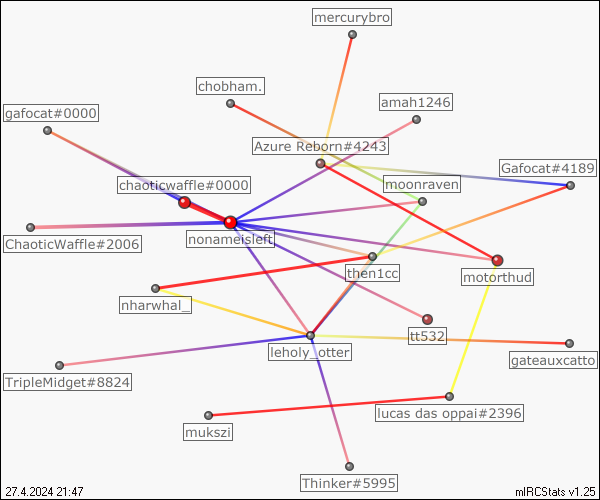 mercurybro
chobham.
amah1246
gafocat#0000
Azure Reborn#4243
Gafocat#4189
chaoticwaffle#0000
moonraven
ChaoticWaffle#2006
nonameisleft
then1cc
motorthud
nharwhal_
tt532
leholy_otter
gateauxcatto
TripleMidget#8824
lucas das oppai#2396
mukszi
Thinker#5995
27.4.2024 21:47
mIRCStats v1.25